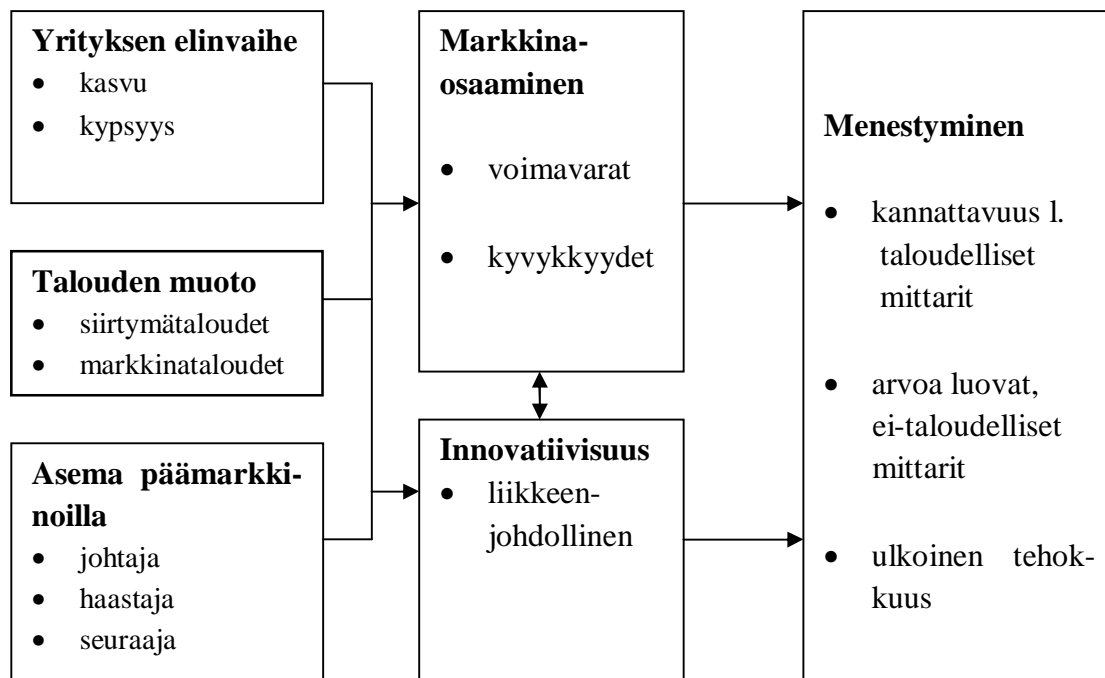 Yrityksen elinvaihe
• kasvu
• kypsyys
Talouden muoto
• siirtymätaloudet
• markkinataloudet
Asema päämarkki-
noilla
• johtaja
• haastaja
• seuraaja
Markkina-
osaaminen
• voimavarat
• kyvykkyydet
Innovatiivisuus
• liikkeen-
johdollinen
Menestyminen
• kannattavuus l.
taloudelliset
mittarit
• arvoa luovat,
ei-taloudelliset
mittarit
• ulkoinen tehok-
kuus